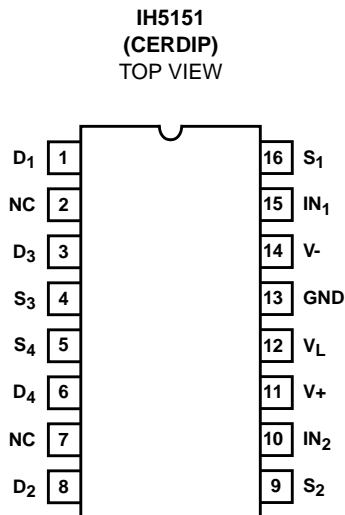 IH5151
(CERDIP)
TOP VIEW
D1 1 16 S1
NC 2 15 IN1
D3 3 14 V-
S3 4 13 GND
S4 5 12 VL
D4 6 11 V+
NC 7 10 IN2
D2 8 9 S2